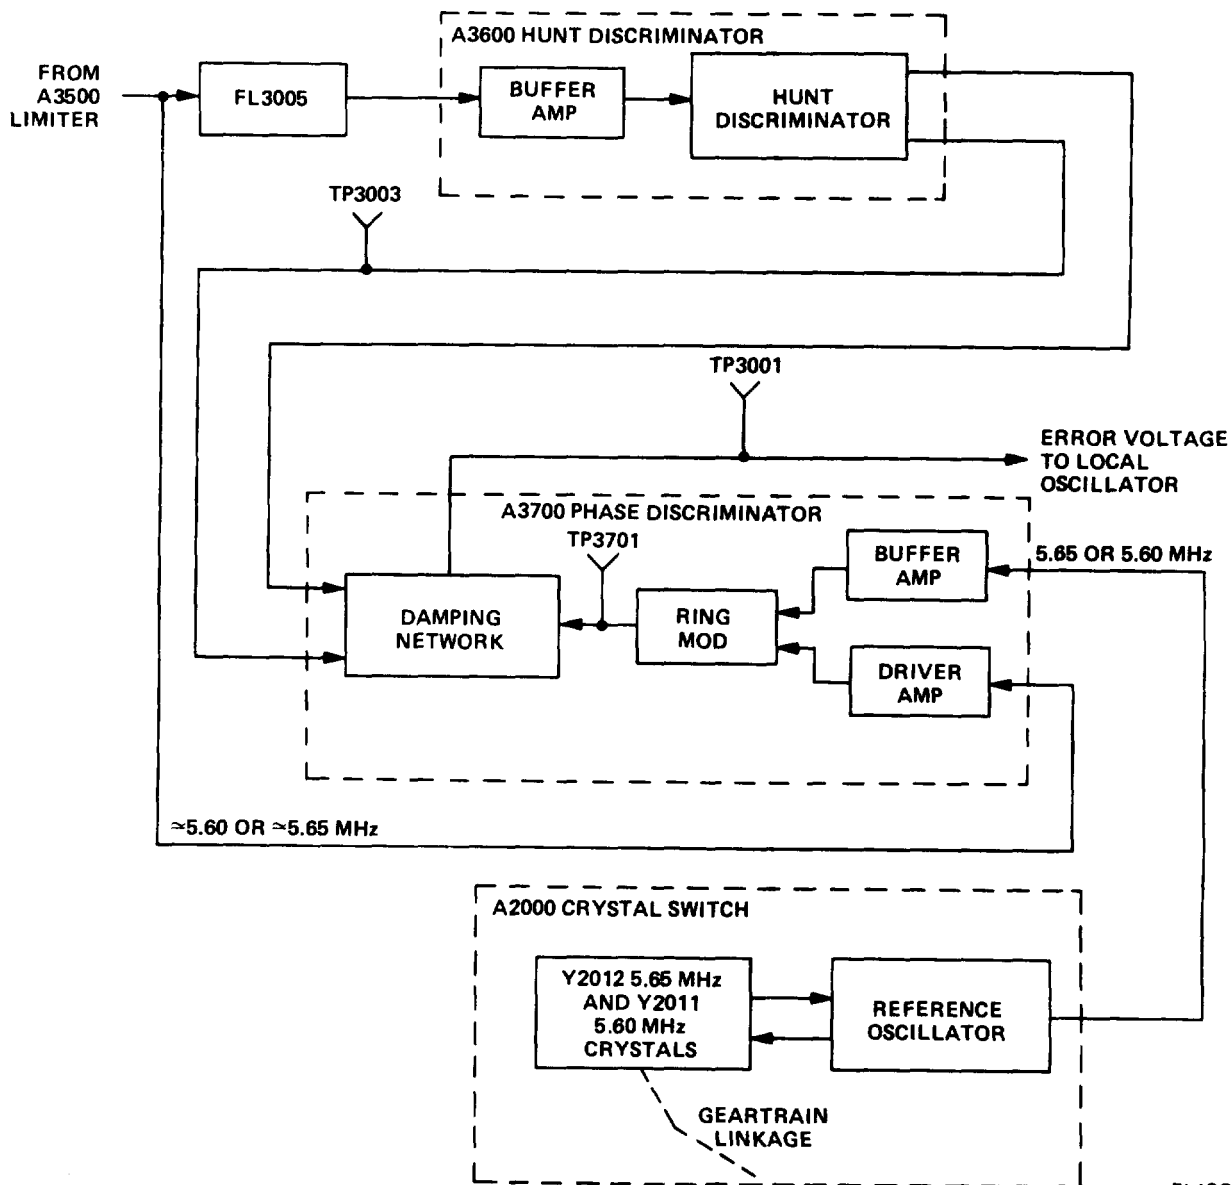 A3600 HUNT DISCRIMINATOR
FROM
A3500
LIMITER
FL3005
BUFFER
AMP
HUNT
DISCRIMINATOR
TP3003
TP3001
ERROR VOLTAGE
TO LOCAL
OSCILLATOR
A3700 PHASE DISCRIMINATOR
TP3701
DAMPING
NETWORK
RING
MOD
BUFFER
AMP
5.65 OR 5.60 MHz
DRIVER
AMP
≃5.60 OR ≃5.65 MHz
A2000 CRYSTAL SWITCH
Y2012 5.65 MHz
AND Y2011
5.60 MHz
CRYSTALS
REFERENCE
OSCILLATOR
GEARTRAIN
LINKAGE